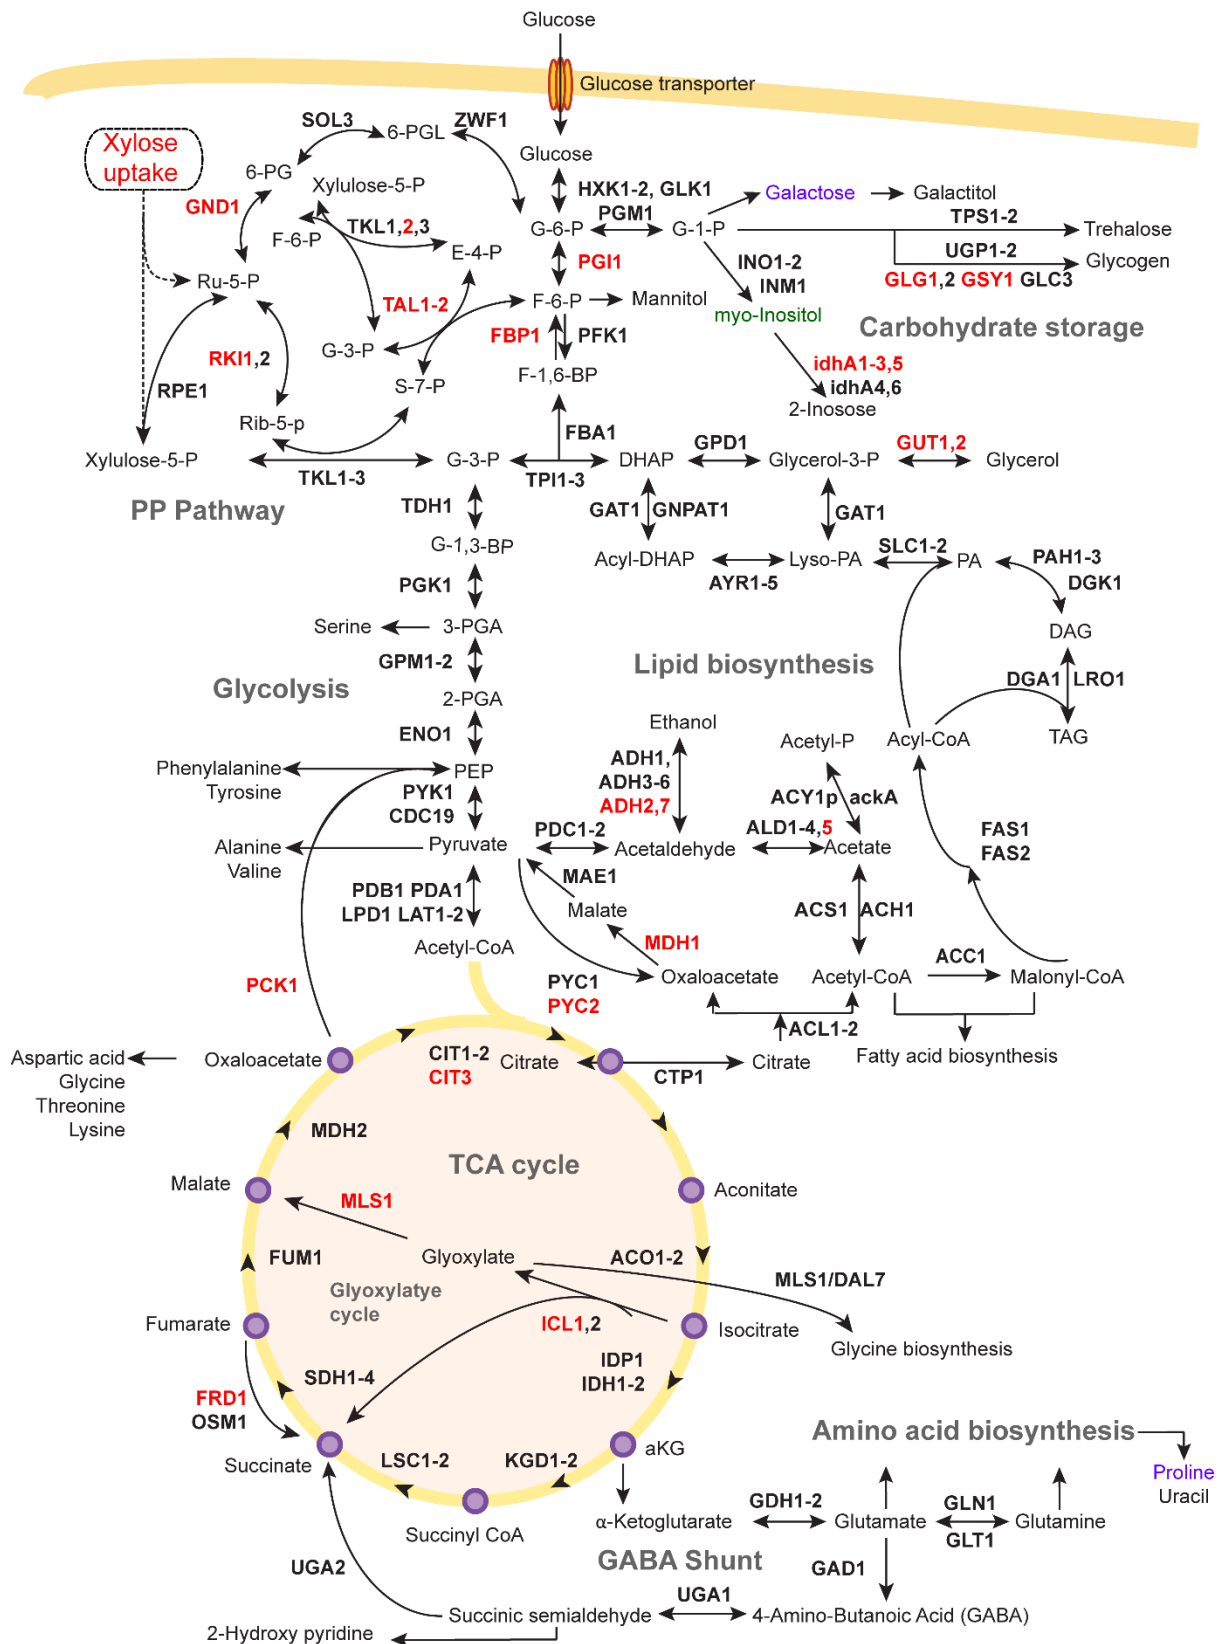 Glucose
Glucose transporter
SOL3
6-PGL
ZWF1
Xylose
uptake
Glucose
6-PG
Xylulose-5-P
HXK1-2, GLK1
Galactose
Galactitol
GND1
PGM1
TPS1-2
F-6-P
TKL1,2,3
G-6-P
G-1-P
Trehalose
E-4-P
INO1-2
UGP1-2
PGI1
Glycogen
Ru-5-P
INM1
GLG1,2 GSY1 GLC3
TAL1-2
F-6-P
Mannitol
myo-Inositol
Carbohydrate storage
FBP1
PFK1
G-3-P
RKI1,2
idhA1-3,5
F-1,6-BP
RPE1
S-7-P
idhA4,6
2-Inosose
Rib-5-p
FBA1
GPD1
GUT1,2
Xylulose-5-P
G-3-P
DHAP
Glycerol-3-P
Glycerol
TKL1-3
TPI1-3
PP Pathway
TDH1
GAT1
GNPAT1
GAT1
G-1,3-BP
SLC1-2
PAH1-3
Acyl-DHAP
Lyso-PA
PA
PGK1
AYR1-5
DGK1
Serine
3-PGA
DAG
GPM1-2
Lipid biosynthesis
Glycolysis
DGA1
LRO1
2-PGA
Ethanol
ENO1
Acetyl-P
Acyl-CoA
TAG
ADH1,
Phenylalanine
PEP
Tyrosine
ADH3-6
PYK1
ACY1p
ackA
ADH2,7
CDC19
PDC1-2
ALD1-4,5
FAS1
Alanine
Pyruvate
Acetaldehyde
Acetate
FAS2
Valine
MAE1
PDB1 PDA1
LPD1 LAT1-2
Malate
ACS1
ACH1
Acetyl-CoA
MDH1
ACC1
PCK1
PYC1
Oxaloacetate
Acetyl-CoA
Malonyl-CoA
PYC2
ACL1-2
Aspartic acid
Oxaloacetate
CIT1-2
Citrate
Citrate
Fatty acid biosynthesis
CIT3
CTP1
Glycine
Threonine
Lysine
MDH2
TCA cycle
Malate
MLS1
Aconitate
FUM1
Glyoxylate
ACO1-2
MLS1/DAL7
Glyoxylatye
cycle
Fumarate
ICL1,2
Isocitrate
Glycine biosynthesis
IDP1
SDH1-4
IDH1-2
FRD1
OSM1
Amino acid biosynthesis
Succinate
LSC1-2
KGD1-2
aKG
Proline
Uracil
GDH1-2
GLN1
Succinyl CoA
α-Ketoglutarate
Glutamate
Glutamine
GLT1
GABA Shunt
UGA2
GAD1
UGA1
Succinic semialdehyde
4-Amino-Butanoic Acid (GABA)
2-Hydroxy pyridine